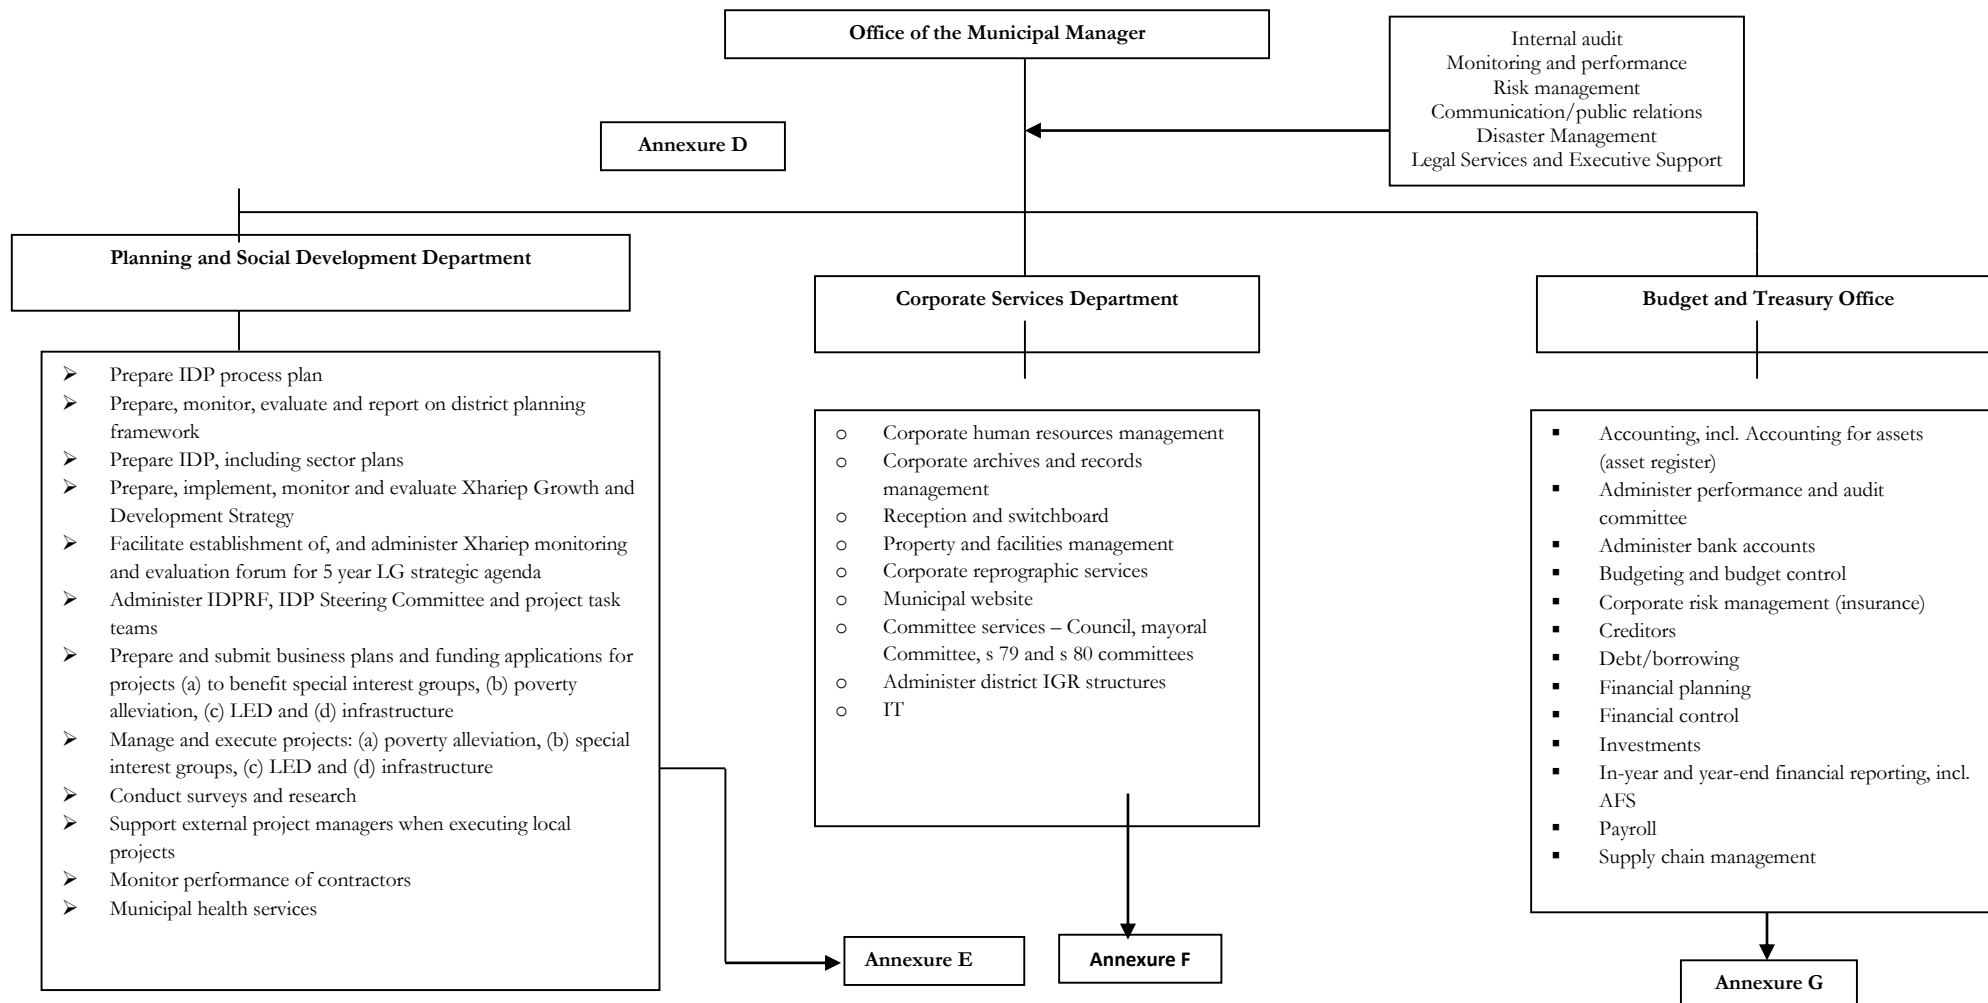 Office of the Municipal Manager
Internal audit
Monitoring and performance
Risk management
Communication/public relations
Disaster Management
Legal Services and Executive Support
Annexure D
Planning and Social Development Department
➢ Prepare IDP process plan
➢ Prepare, monitor, evaluate and report on district planning
framework
➢ Prepare IDP, including sector plans
➢ Prepare, implement, monitor and evaluate Xhariep Growth and
Development Strategy
➢ Facilitate establishment of, and administer Xhariep monitoring
and evaluation forum for 5 year LG strategic agenda
➢ Administer IDPRF, IDP Steering Committee and project task
teams
➢ Prepare and submit business plans and funding applications for
projects (a) to benefit special interest groups, (b) poverty
alleviation, (c) LED and (d) infrastructure
➢ Manage and execute projects: (a) poverty alleviation, (b) special
interest groups, (c) LED and (d) infrastructure
➢ Conduct surveys and research
➢ Support external project managers when executing local
projects
➢ Monitor performance of contractors
➢ Municipal health services
Annexure E
Corporate Services Department
o Corporate human resources management
o Corporate archives and records
management
o Reception and switchboard
o Property and facilities management
o Corporate reprographic services
o Municipal website
o Committee services – Council, mayoral
Committee, s 79 and s 80 committees
o Administer district IGR structures
o IT
Annexure F
Budget and Treasury Office
▪ Accounting, incl. Accounting for assets
(asset register)
▪ Administer performance and audit
committee
▪ Administer bank accounts
▪ Budgeting and budget control
▪ Corporate risk management (insurance)
▪ Creditors
▪ Debt/borrowing
▪ Financial planning
▪ Financial control
▪ Investments
▪ In-year and year-end financial reporting, incl.
AFS
▪ Payroll
▪ Supply chain management
Annexure G